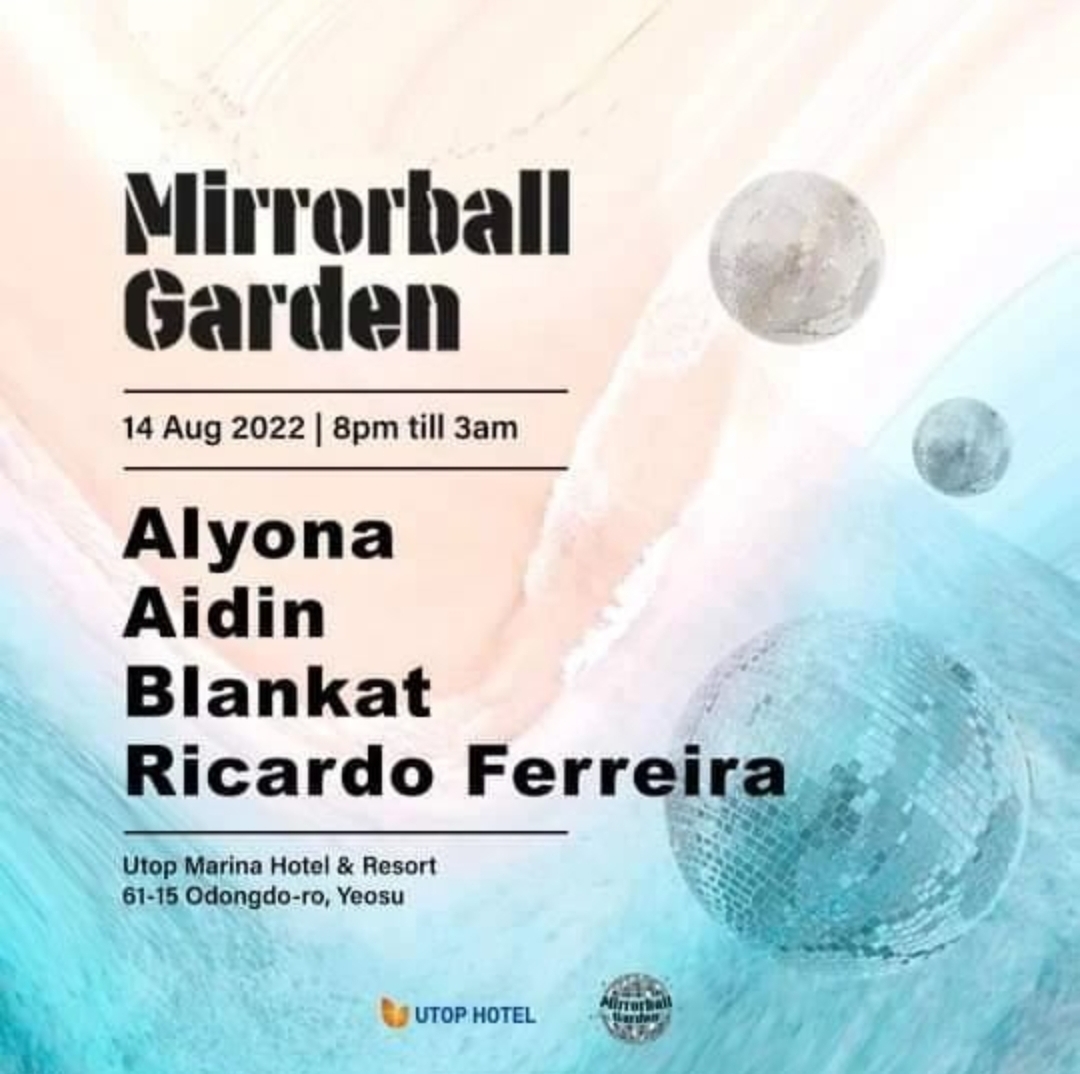 Mirrorball
Garden
14 Aug 2022 | 8pm till 3am
Alyona
Aidin
Blankat
Ricardo Ferreira
Utop Marina Hotel & Resort
61-15 Odongdo-ro, Yeosu
UTOP HOTEL
Mirrorball
Garden